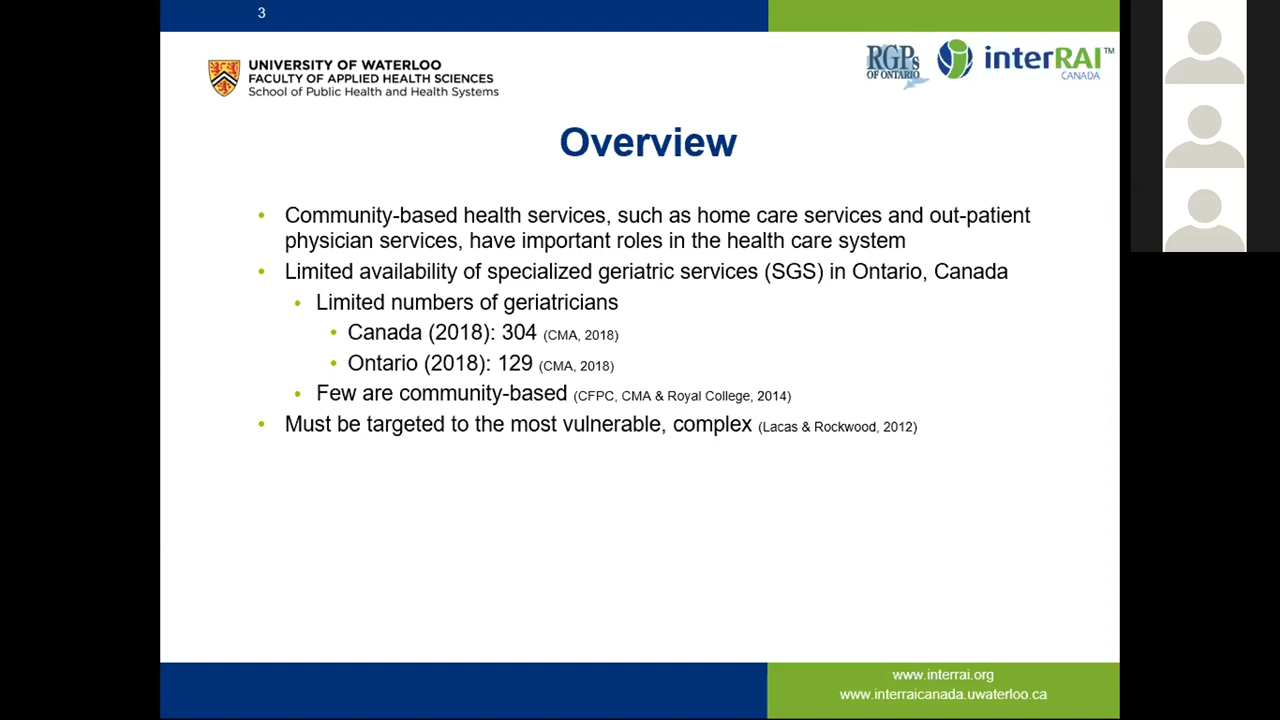 3
UNIVERSITY OF WATERLOO
FACULTY OF APPLIED HEALTH SCIENCES
School of Public Health and Health Systems
RGPs
OF ONTARIO
interRAI™
CANADA
Overview
• Community-based health services, such as home care services and out-patient
physician services, have important roles in the health care system
• Limited availability of specialized geriatric services (SGS) in Ontario, Canada
• Limited numbers of geriatricians
• Canada (2018): 304 (CMA, 2018)
• Ontario (2018): 129 (CMA, 2018)
• Few are community-based (CFPC, CMA & Royal College, 2014)
• Must be targeted to the most vulnerable, complex (Lacas & Rockwood, 2012)
www.interrai.org
www.interraicanada.uwaterloo.ca